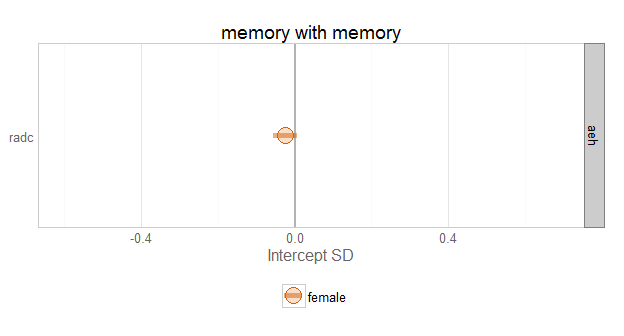 memory with memory
radc
aeh
-0.4 0.0 0.4
Intercept SD
female